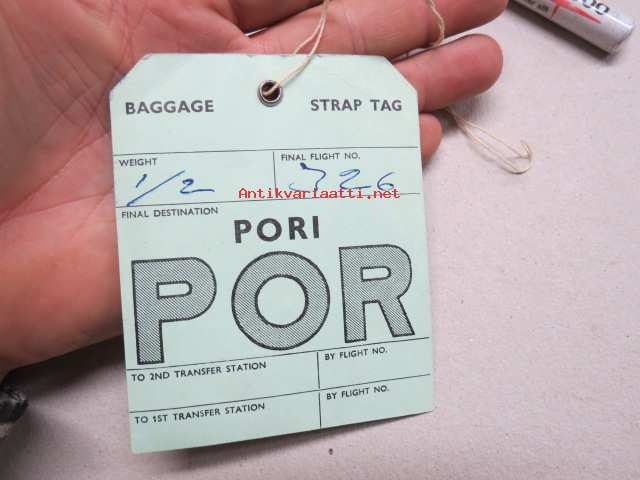 BAGGAGE STRAP TAG
WEIGHT FINAL FLIGHT NO.
1/2 726
Antikvariaatti.net
FINAL DESTINATION
PORI
POR
TO 2ND TRANSFER STATION BY FLIGHT NO.
TO 1ST TRANSFER STATION BY FLIGHT NO.